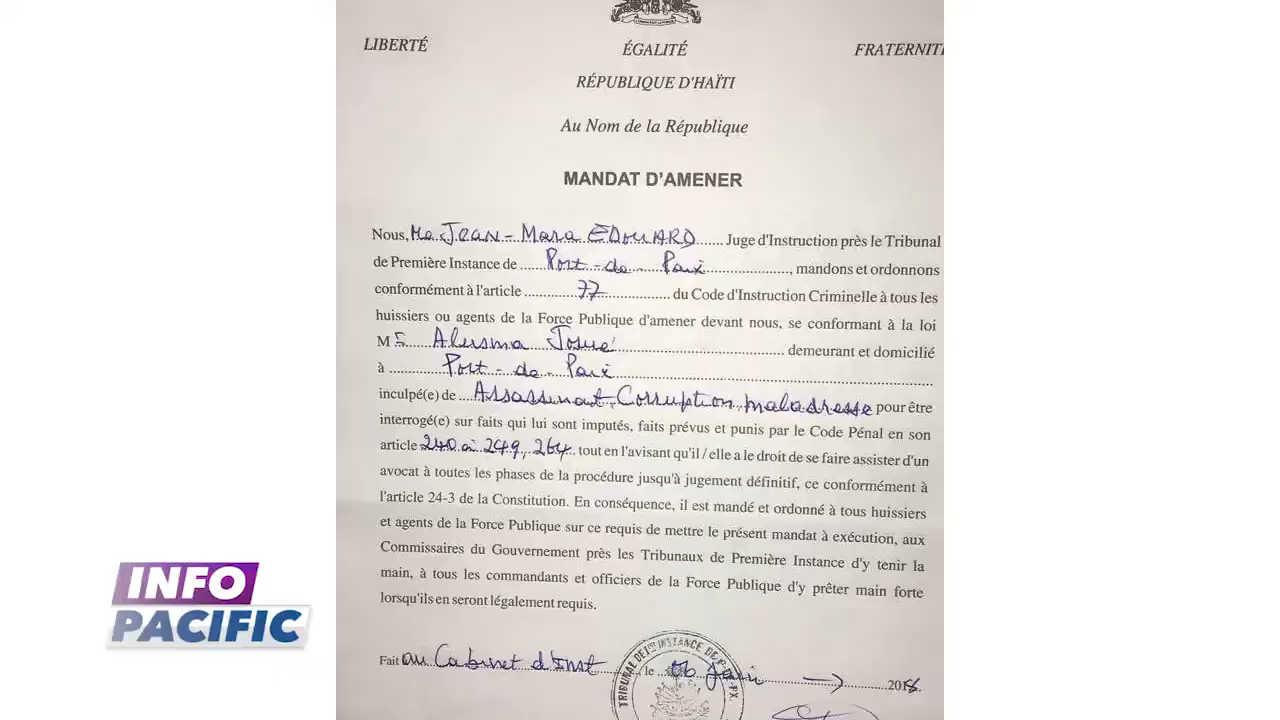 LIBERTÉ ÉGALITÉ FRATERNITÉ
RÉPUBLIQUE D'HAÏTI
Au Nom de la République
MANDAT D'AMENER
Nous, Me Jean-Mara EDOUARD Juge d'Instruction près le Tribunal
de Première Instance de Port-de-Paix, mandons et ordonnons
conformément à l'article 77 du Code d'Instruction Criminelle à tous les
huissiers ou agents de la Force Publique d'amener devant nous, se conformant à la loi
M Alusma Josué demeurant et domicilié
à Port-de-Paix
inculpé(e) de Assassinat, Corruption, maladresse pour être
interrogé(e) sur faits qui lui sont imputés, faits prévus et punis par le Code Pénal en son
article 240 à 249, 264, tout en l'avisant qu'il / elle a le droit de se faire assister d'un
avocat à toutes les phases de la procédure jusqu'à jugement définitif, ce conformément à
l'article 24-3 de la Constitution. En conséquence, il est mandé et ordonné à tous huissiers
et agents de la Force Publique sur ce requis de mettre le présent mandat à exécution, aux
Commissaires du Gouvernement près les Tribunaux de Première Instance d'y tenir la
main, à tous les commandants et officiers de la Force Publique d'y prêter main forte
lorsqu'ils en seront légalement requis.
Fait au Cabinet d'Inst le 06 Juin 2018.
TRIBUNAL DE 1ere INSTANCE DE P-DE-PX.
INFO
PACIFIC